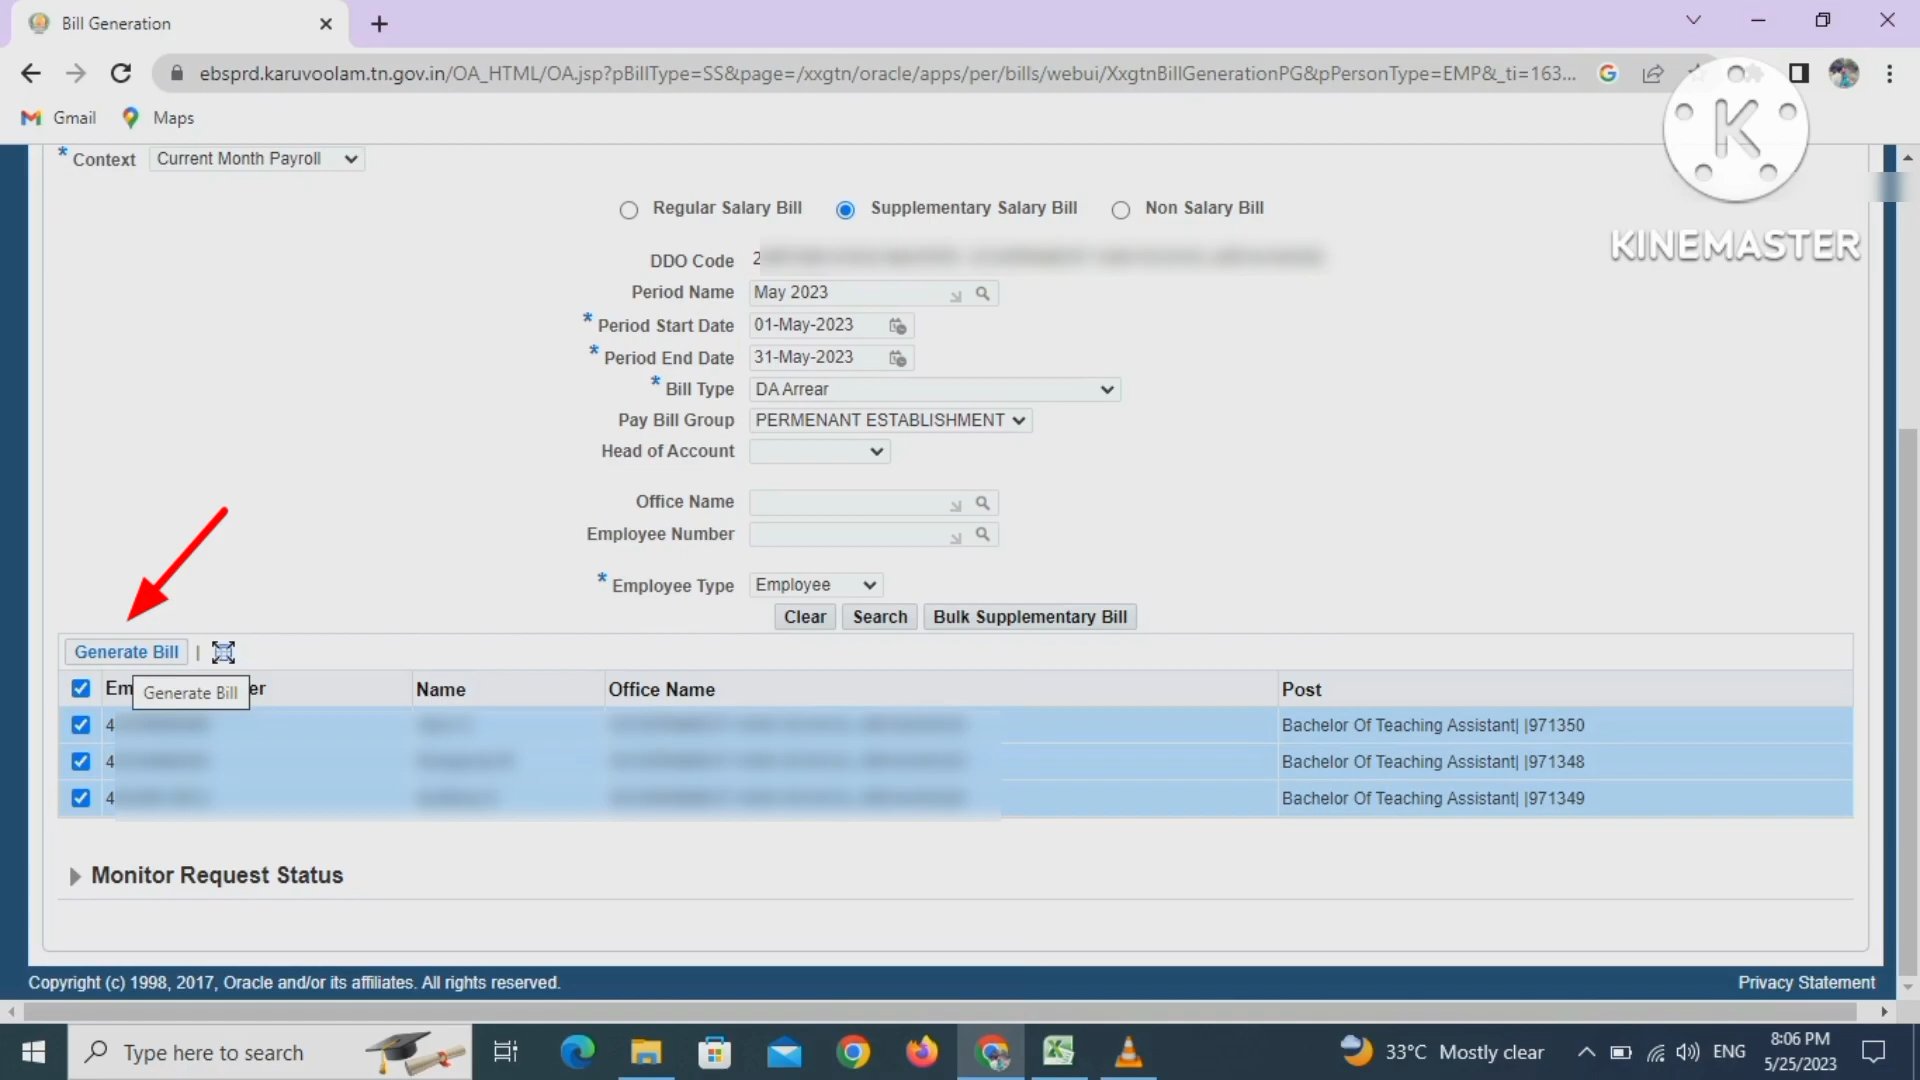 Bill Generation
ebsprd.karuvoolam.tn.gov.in/OA_HTML/OA.jsp?pBillType=SS&page=/xxgtn/oracle/apps/per/bills/webui/XxgtnBillGenerationPG&pPersonType=EMP&_ti=163...
Gmail Maps
K
KINEMASTER
* Context Current Month Payroll
Regular Salary Bill Supplementary Salary Bill Non Salary Bill
DDO Code 2
Period Name May 2023
* Period Start Date 01-May-2023
* Period End Date 31-May-2023
* Bill Type DA Arrear
Pay Bill Group PERMENANT ESTABLISHMENT
Head of Account
Office Name
Employee Number
* Employee Type Employee
Clear Search Bulk Supplementary Bill
Generate Bill |
Em er Name Office Name Post
Generate Bill
4 Bachelor Of Teaching Assistant| |971350
4 Bachelor Of Teaching Assistant| |971348
4 Bachelor Of Teaching Assistant| |971349
Monitor Request Status
Copyright (c) 1998, 2017, Oracle and/or its affiliates. All rights reserved. Privacy Statement
Type here to search 33°C Mostly clear ENG 8:06 PM
5/25/2023